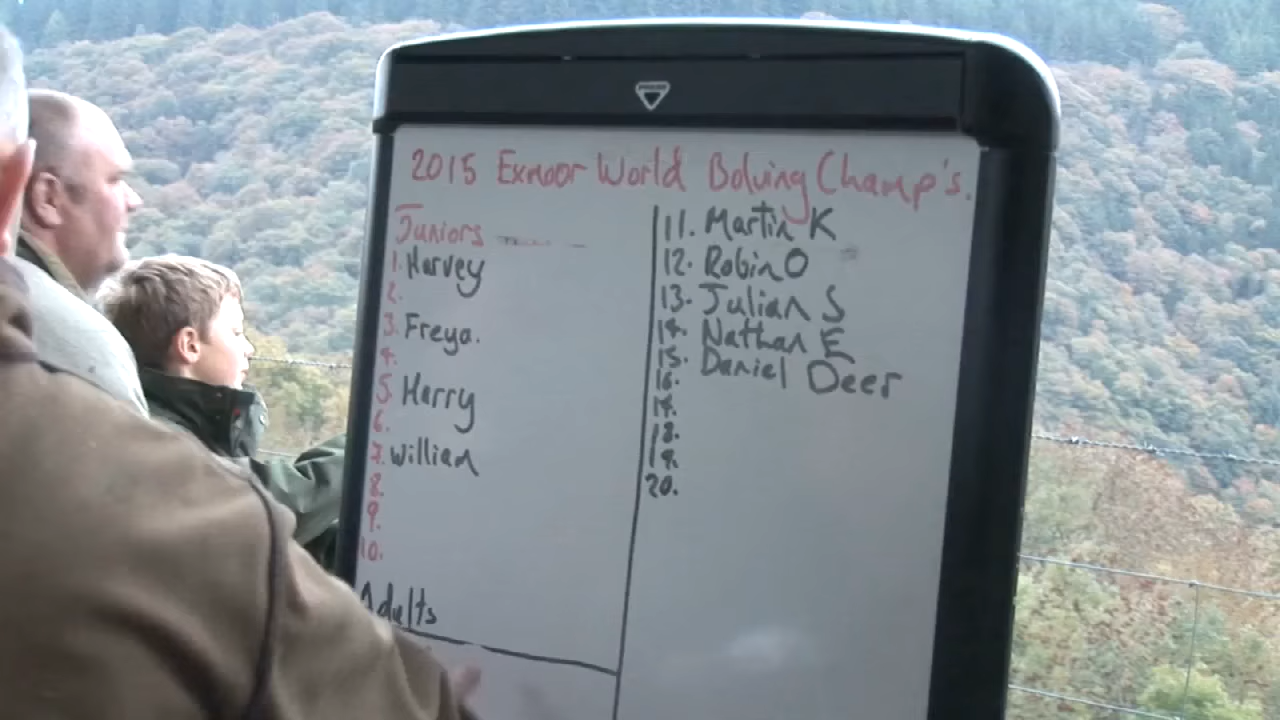 2015 Exmoor World Bolving Champ's.
Juniors
1. Harvey
2.
3. Freya.
4.
5. Harry
6.
7. William
8.
9.
10.
Adults
11. Martin K
12. Robin O
13. Julian S
14. Nathan E
15. Daniel Deer
16.
17.
18.
19.
20.